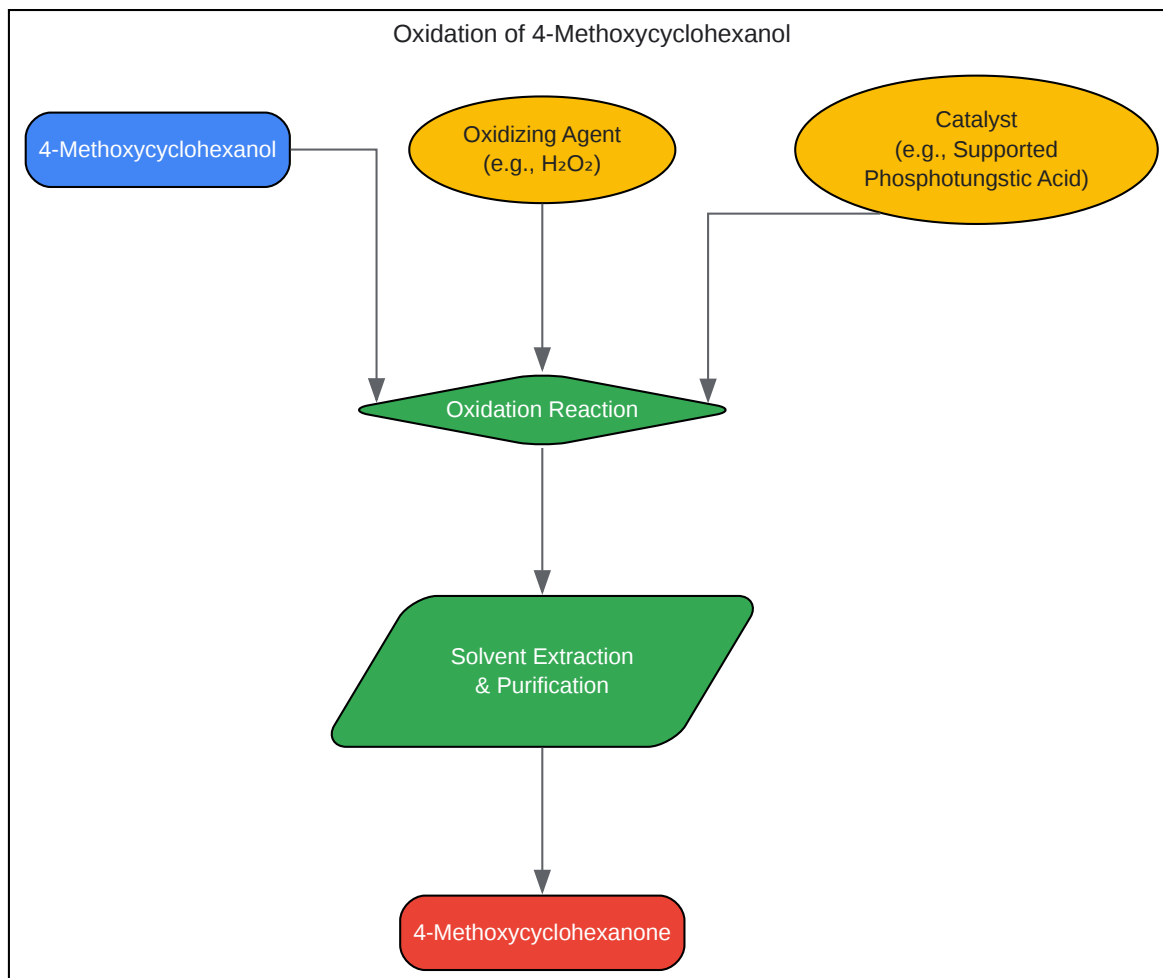 Oxidation of 4-Methoxycyclohexanol
4-Methoxycyclohexanol
Oxidizing Agent
(e.g., H₂O₂)
Catalyst
(e.g., Supported
Phosphotungstic Acid)
Oxidation Reaction
Solvent Extraction
& Purification
4-Methoxycyclohexanone